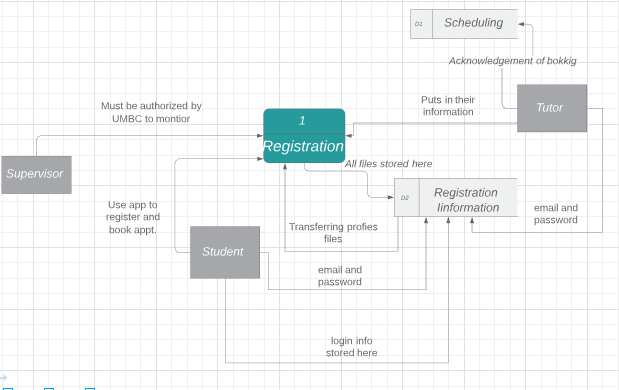 D1
Scheduling
Acknowledgement of bokkig
Tutor
Puts in their
information
Must be authorized by
UMBC to montior
1
Registration
Supervisor
All files stored here
D2
Registration
Iinformation
email and
password
Use app to
register and
book appt.
Transferring profies
files
Student
email and
password
login info
stored here